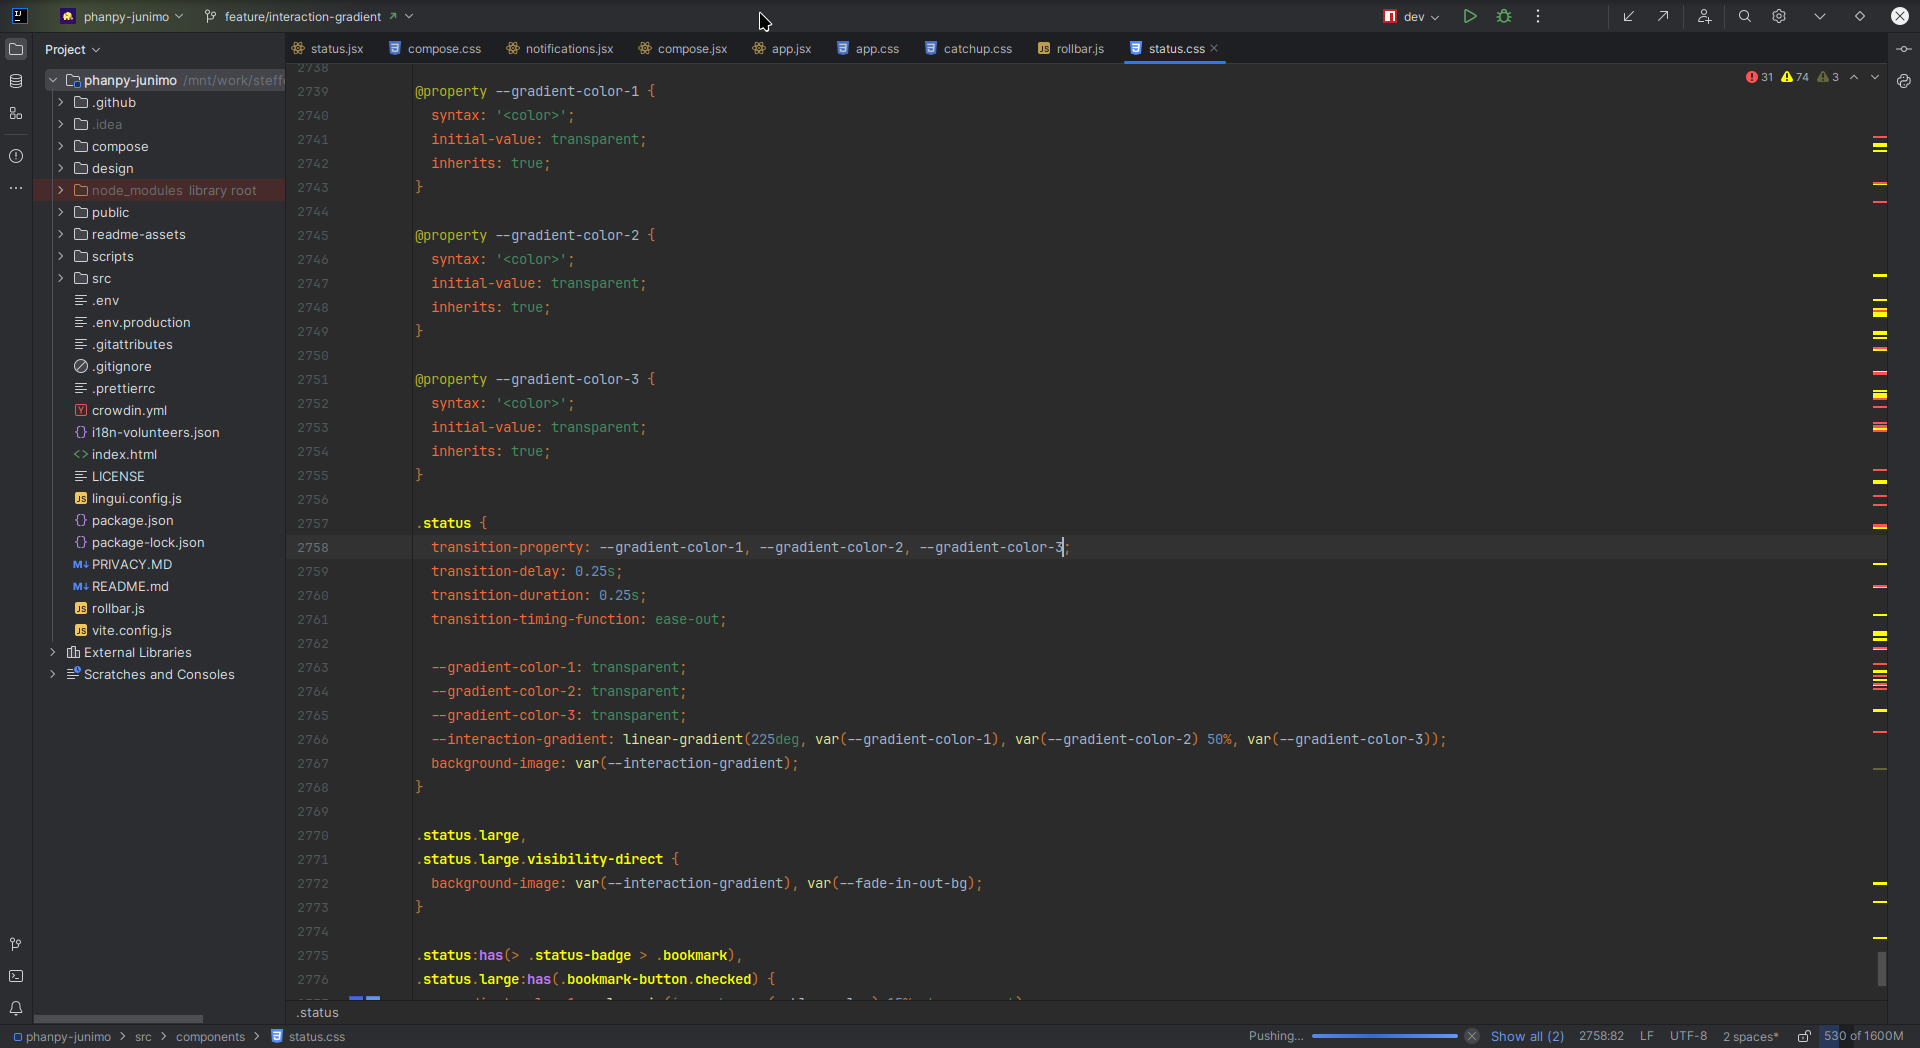 phanpy-junimo
feature/interaction-gradient
dev
Project
status.jsx
compose.css
notifications.jsx
compose.jsx
app.jsx
app.css
catchup.css
rollbar.js
status.css
31
74
3
phanpy-junimo /mnt/work/steff
.github
.idea
compose
design
node_modules library root
public
readme-assets
scripts
src
.env
.env.production
.gitattributes
.gitignore
.prettierrc
crowdin.yml
i18n-volunteers.json
index.html
LICENSE
lingui.config.js
package.json
package-lock.json
PRIVACY.MD
README.md
rollbar.js
vite.config.js
External Libraries
Scratches and Consoles
2738
2739 @property --gradient-color-1 {
2740 syntax: '<color>';
2741 initial-value: transparent;
2742 inherits: true;
2743 }
2744
2745 @property --gradient-color-2 {
2746 syntax: '<color>';
2747 initial-value: transparent;
2748 inherits: true;
2749 }
2750
2751 @property --gradient-color-3 {
2752 syntax: '<color>';
2753 initial-value: transparent;
2754 inherits: true;
2755 }
2756
2757 .status {
2758 transition-property: --gradient-color-1, --gradient-color-2, --gradient-color-3;
2759 transition-delay: 0.25s;
2760 transition-duration: 0.25s;
2761 transition-timing-function: ease-out;
2762
2763 --gradient-color-1: transparent;
2764 --gradient-color-2: transparent;
2765 --gradient-color-3: transparent;
2766 --interaction-gradient: linear-gradient(225deg, var(--gradient-color-1), var(--gradient-color-2) 50%, var(--gradient-color-3));
2767 background-image: var(--interaction-gradient);
2768 }
2769
2770 .status.large,
2771 .status.large.visibility-direct {
2772 background-image: var(--interaction-gradient), var(--fade-in-out-bg);
2773 }
2774
2775 .status:has(> .status-badge > .bookmark),
2776 .status.large:has(.bookmark-button.checked) {
.status
phanpy-junimo > src > components > status.css
Pushing...
Show all (2)
2758:82
LF
UTF-8
2 spaces*
530 of 1600M